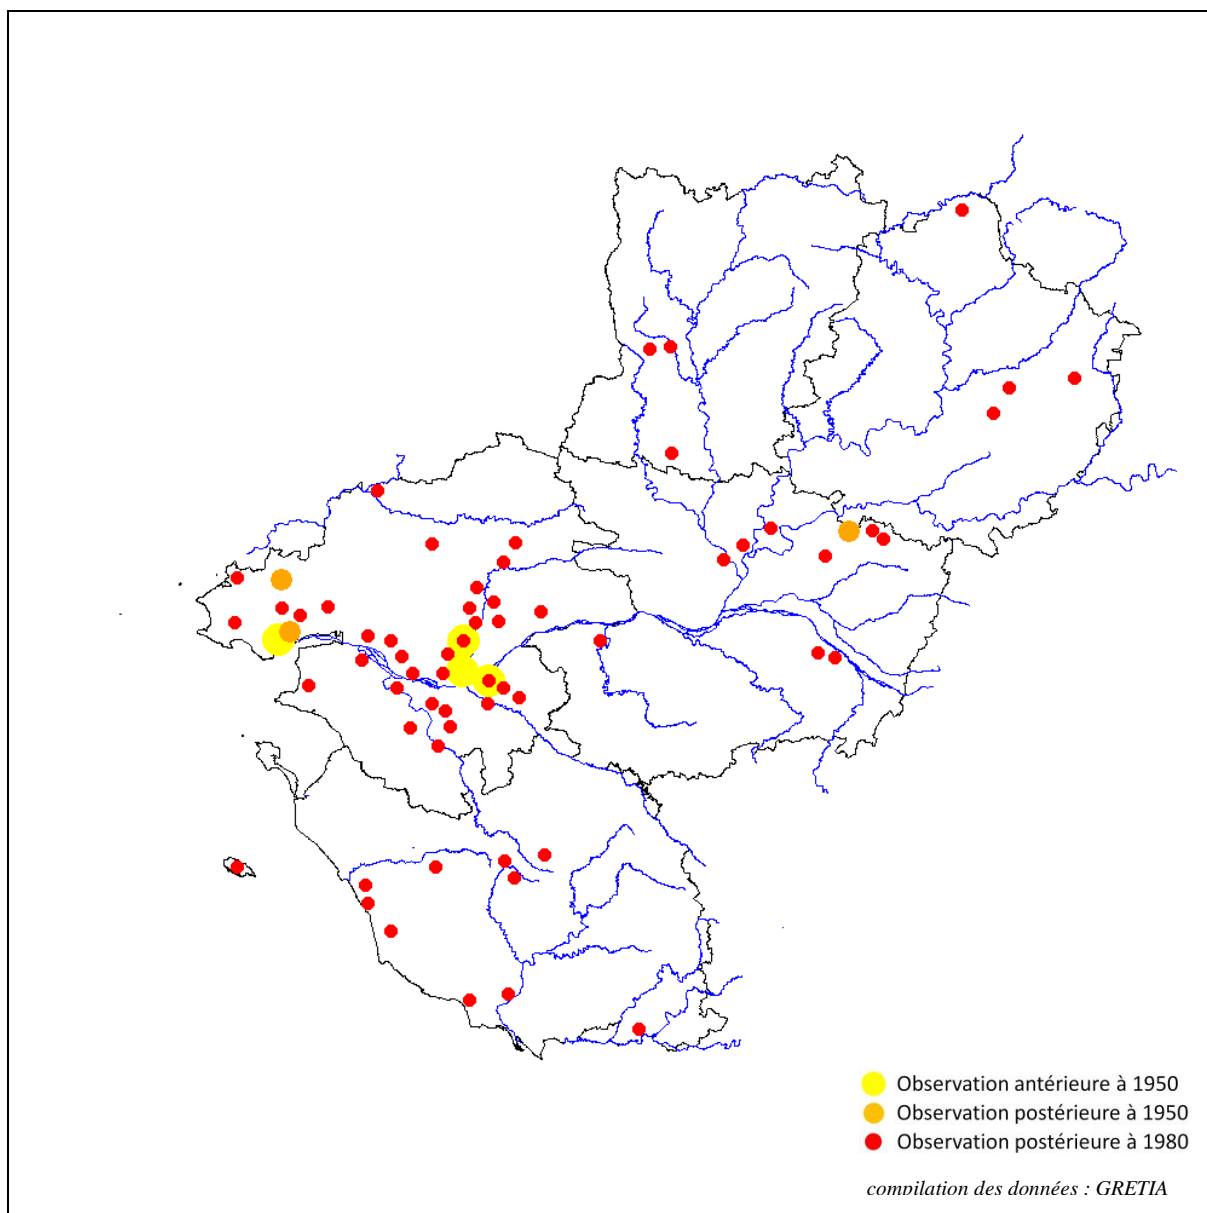 Observation antérieure à 1950
Observation postérieure à 1950
Observation postérieure à 1980
compilation des données : GRETIA